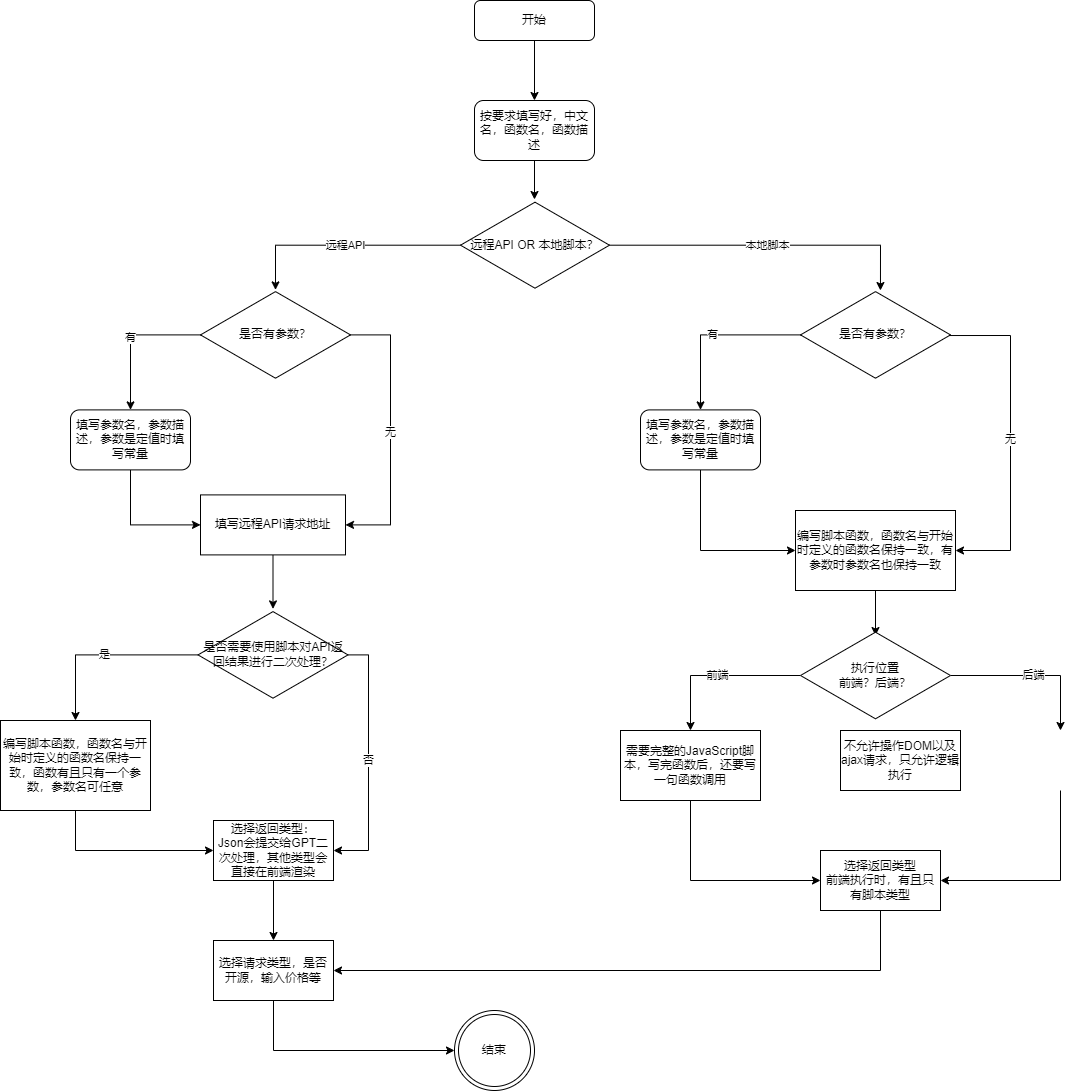 开始
按要求填写好，中文
名，函数名，函数描
述
远程API OR 本地脚本？
远程API
本地脚本
是否有参数？
是否有参数？
有
无
有
无
填写参数名，参数描
述，参数是定值时填
写常量
填写参数名，参数描
述，参数是定值时填
写常量
填写远程API请求地址
编写脚本函数，函数名与开始
时定义的函数名保持一致，有
参数时参数名也保持一致
是否需要使用脚本对API返
回结果进行二次处理？
是
否
执行位置
前端？后端？
前端
后端
编写脚本函数，函数名与开
始时定义的函数名保持一
致，函数有且只有一个参
数，参数名可任意
需要完整的JavaScript脚
本，写完函数后，还要写
一句函数调用
不允许操作DOM以及
ajax请求，只允许逻辑
执行
选择返回类型；
Json会提交给GPT二
次处理，其他类型会
直接在前端渲染
选择返回类型
前端执行时，有且只
有脚本类型
选择请求类型，是否
开源，输入价格等
结束